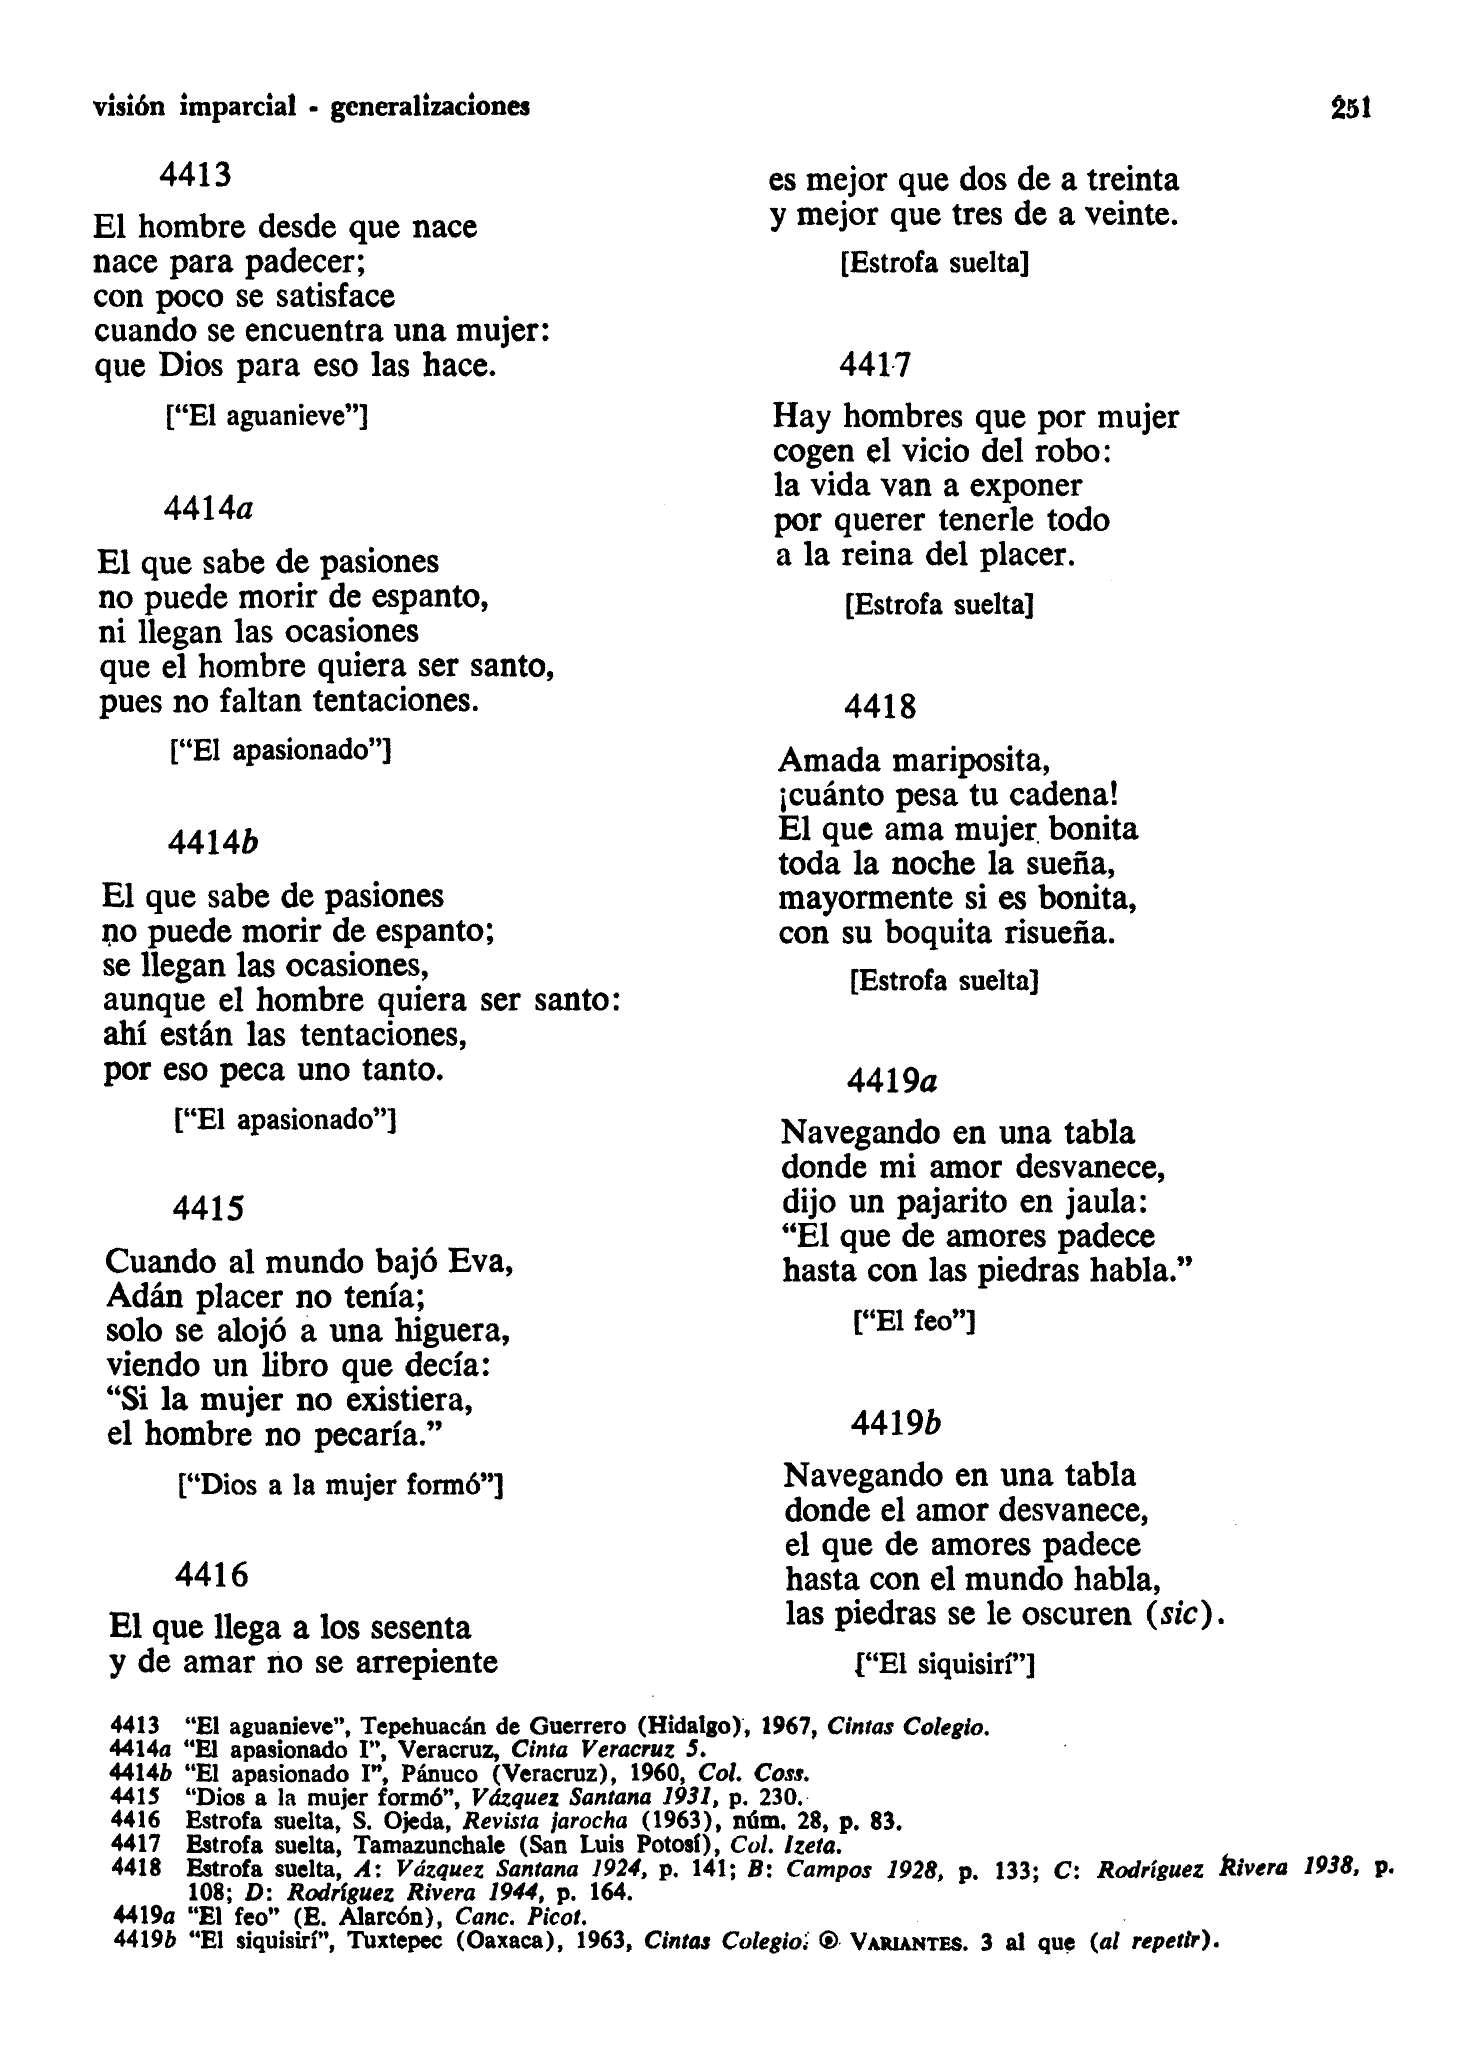 visión imparcial - generalizaciones
251
4413
El hombre desde que nace
nace para padecer;
con poco se satisface
cuando se encuentra una mujer:
que Dios para eso las hace.
[“El aguanieve”]
4414a
El que sabe de pasiones
no puede morir de espanto,
ni llegan las ocasiones
que el hombre quiera ser santo,
pues no faltan tentaciones.
[“El apasionado”]
4414b
El que sabe de pasiones
no puede morir de espanto;
se llegan las ocasiones,
aunque el hombre quiera ser santo:
ahí están las tentaciones,
por eso peca uno tanto.
[“El apasionado”]
4415
Cuando al mundo bajó Eva,
Adán placer no tenía;
solo se alojó a una higuera,
viendo un libro que decía:
“Si la mujer no existiera,
el hombre no pecaría.”
[“Dios a la mujer formó”]
4416
El que llega a los sesenta
y de amar no se arrepiente
es mejor que dos de a treinta
y mejor que tres de a veinte.
[Estrofa suelta]
4417
Hay hombres que por mujer
cogen el vicio del robo:
la vida van a exponer
por querer tenerle todo
a la reina del placer.
[Estrofa suelta]
4418
Amada mariposita,
¡cuánto pesa tu cadena!
El que ama mujer bonita
toda la noche la sueña,
mayormente si es bonita,
con su boquita risueña.
[Estrofa suelta]
4419a
Navegando en una tabla
donde mi amor desvanece,
dijo un pajarito en jaula:
“El que de amores padece
hasta con las piedras habla.”
[“El feo”]
4419b
Navegando en una tabla
donde el amor desvanece,
el que de amores padece
hasta con el mundo habla,
las piedras se le oscuren (sic).
[“El siquisirí”]
4413 “El aguanieve”, Tepehuacán de Guerrero (Hidalgo), 1967, Cintas Colegio.
4414a “El apasionado I”, Veracruz, Cinta Veracruz 5.
4414b “El apasionado I”, Pánuco (Veracruz), 1960, Col. Coss.
4415 “Dios a la mujer formó”, Vázquez Santana 1931, p. 230.
4416 Estrofa suelta, S. Ojeda, Revista jarocha (1963), núm. 28, p. 83.
4417 Estrofa suelta, Tamazunchale (San Luis Potosí), Col. Izeta.
4418 Estrofa suelta, A: Vázquez Santana 1924, p. 141; B: Campos 1928, p. 133; C: Rodríguez Rivera 1938, p.
108; D: Rodríguez Rivera 1944, p. 164.
4419a “El feo” (E. Alarcón), Canc. Picot.
4419b “El siquisirí”, Tuxtepec (Oaxaca), 1963, Cintas Colegio. ® VARIANTES. 3 al que (al repetir).